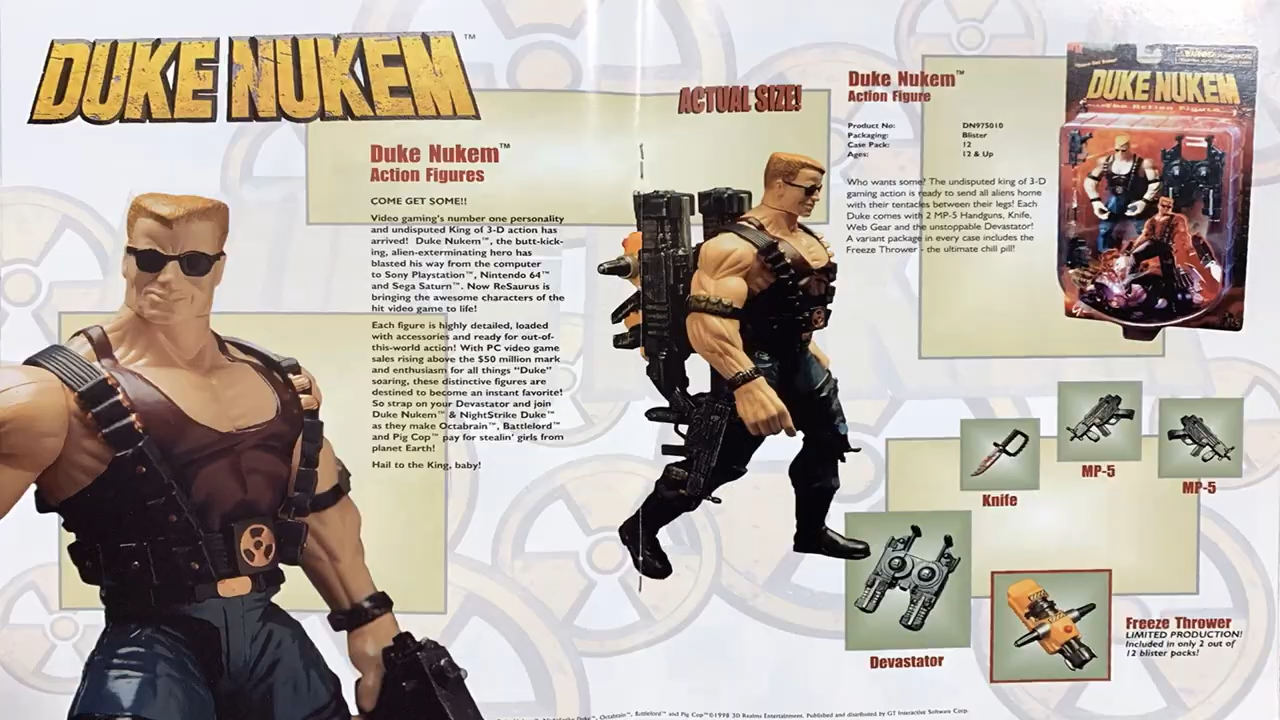 DUKE NUKEM™
Duke Nukem™
Action Figures
COME GET SOME!!
Video gaming's number one personality
and undisputed King of 3-D action has
arrived! Duke Nukem™, the butt-kick-
ing, alien-exterminating hero has
blasted his way from the computer
to Sony Playstation™, Nintendo 64™
and Sega Saturn™. Now ReSaurus is
bringing the awesome characters of the
hit video game to life!
Each figure is highly detailed, loaded
with accessories and ready for out-of-
this-world action! With PC video game
sales rising above the $50 million mark
and enthusiasm for all things "Duke"
soaring, these distinctive figures are
destined to become an instant favorite!
So strap on your Devastator and join
Duke Nukem™ & NightStrike Duke™
as they make Octabrain™, Battlelord™
and Pig Cop™ pay for stealin' girls from
planet Earth!
Hail to the King, baby!
ACTUAL SIZE!
Duke Nukem™
Action Figure
Product No: DN975010
Packaging: Blister
Case Pack: 12
Ages: 12 & Up
Who wants some? The undisputed king of 3-D
gaming action is ready to send all aliens home
with their tentacles between their legs! Each
Duke comes with 2 MP-5 Handguns, Knife,
Web Gear and the unstoppable Devastator!
A variant package in every case includes the
Freeze Thrower - the ultimate chill pill!
DUKE NUKEM
The Action Figure
Knife
MP-5
MP-5
Devastator
Freeze Thrower
LIMITED PRODUCTION!
Included in only 2 out of
12 blister packs!
Duke™, Octabrain™, Battlelord™ and Pig Cop™ ©1998 3D Realms Entertainment. Published and distributed by GT Interactive Software Corp.